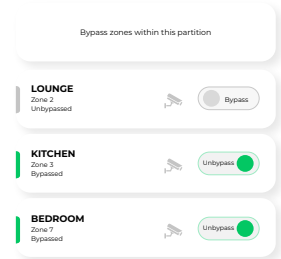 Bypass zones within this partition
LOUNGE
Zone 2
Unbypassed
Bypass
KITCHEN
Zone 3
Bypassed
Unbypass
BEDROOM
Zone 7
Bypassed
Unbypass